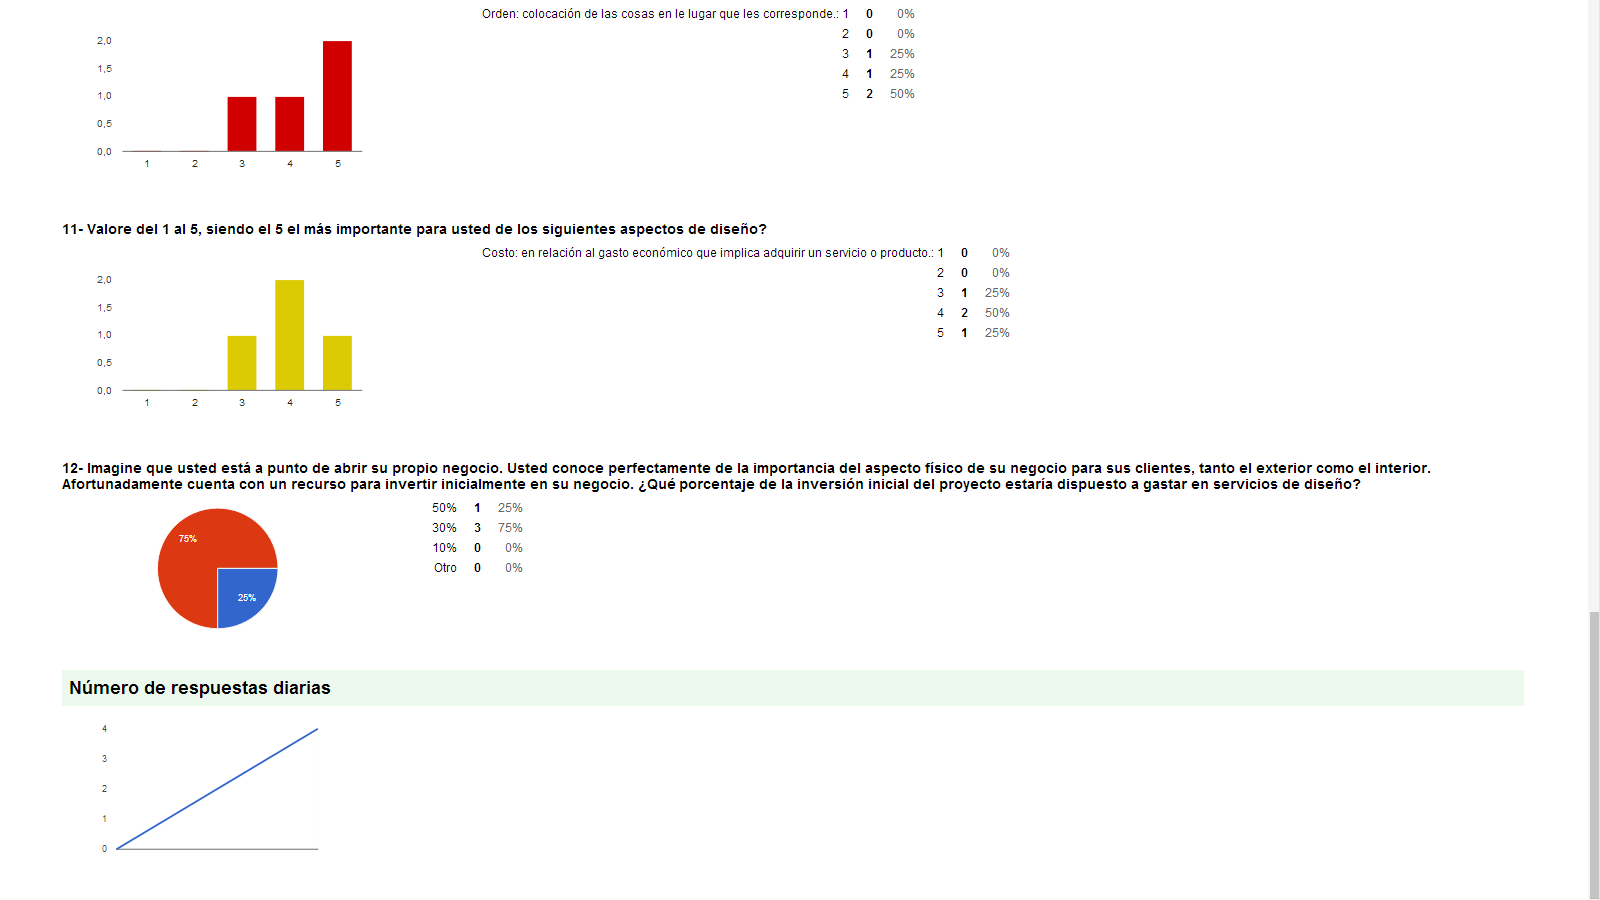 Orden: colocación de las cosas en le lugar que les corresponde.: 1 0 0%
2 0 0%
3 1 25%
4 1 25%
5 2 50%
2,0
1,5
1,0
0,5
0,0
1 2 3 4 5
11- Valore del 1 al 5, siendo el 5 el más importante para usted de los siguientes aspectos de diseño?
Costo: en relación al gasto económico que implica adquirir un servicio o producto.: 1 0 0%
2 0 0%
3 1 25%
4 2 50%
5 1 25%
2,0
1,5
1,0
0,5
0,0
1 2 3 4 5
12- Imagine que usted está a punto de abrir su propio negocio. Usted conoce perfectamente de la importancia del aspecto físico de su negocio para sus clientes, tanto el exterior como el interior.
Afortunadamente cuenta con un recurso para invertir inicialmente en su negocio. ¿Qué porcentaje de la inversión inicial del proyecto estaría dispuesto a gastar en servicios de diseño?
50% 1 25%
30% 3 75%
10% 0 0%
Otro 0 0%
75%
25%
Número de respuestas diarias
4
3
2
1
0